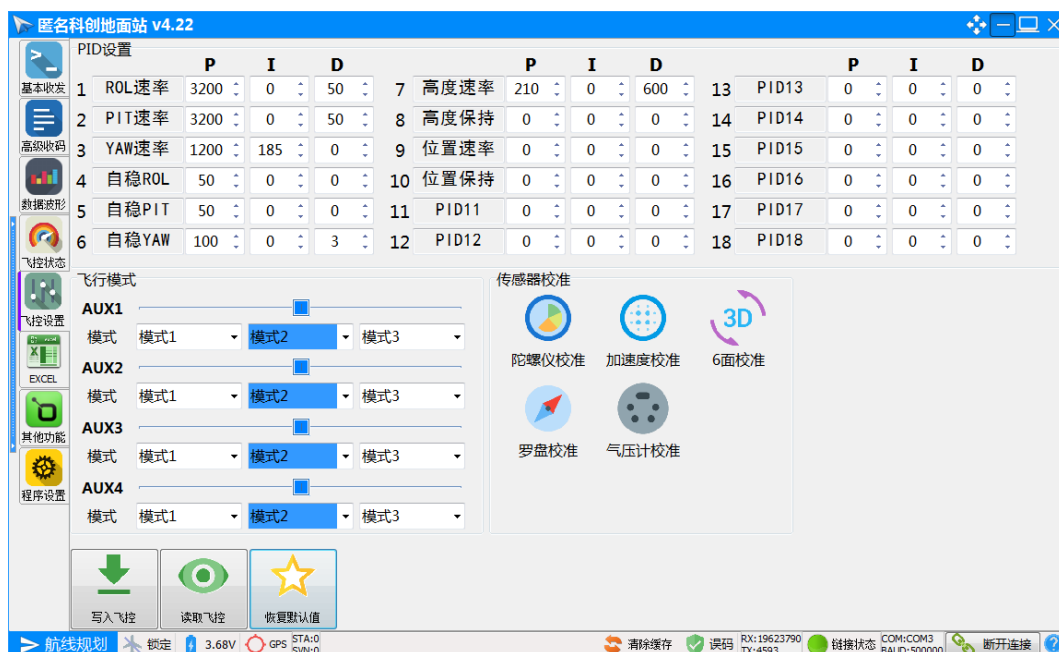 匿名科创地面站 v4.22
基本收发
高级收码
数据波形
飞控状态
飞控设置
EXCEL
其他功能
程序设置
PID设置
P I D P I D P I D
1 ROL速率 3200 0 50 7 高度速率 210 0 600 13 PID13 0 0 0
2 PIT速率 3200 0 50 8 高度保持 0 0 0 14 PID14 0 0 0
3 YAW速率 1200 185 0 9 位置速率 0 0 0 15 PID15 0 0 0
4 自稳ROL 50 0 0 10 位置保持 0 0 0 16 PID16 0 0 0
5 自稳PIT 50 0 0 11 PID11 0 0 0 17 PID17 0 0 0
6 自稳YAW 100 0 3 12 PID12 0 0 0 18 PID18 0 0 0
飞行模式
AUX1
模式 模式1 模式2 模式3
AUX2
模式 模式1 模式2 模式3
AUX3
模式 模式1 模式2 模式3
AUX4
模式 模式1 模式2 模式3
传感器校准
3D
陀螺仪校准 加速度校准 6面校准
罗盘校准 气压计校准
写入飞控 读取飞控 恢复默认值
航线规划 锁定 3.68V GPS STA:0 清除缓存 误码 RX:19623790 链接状态 COM:COM3 断开连接
SVN:0 TX:4593 BAUD:500000